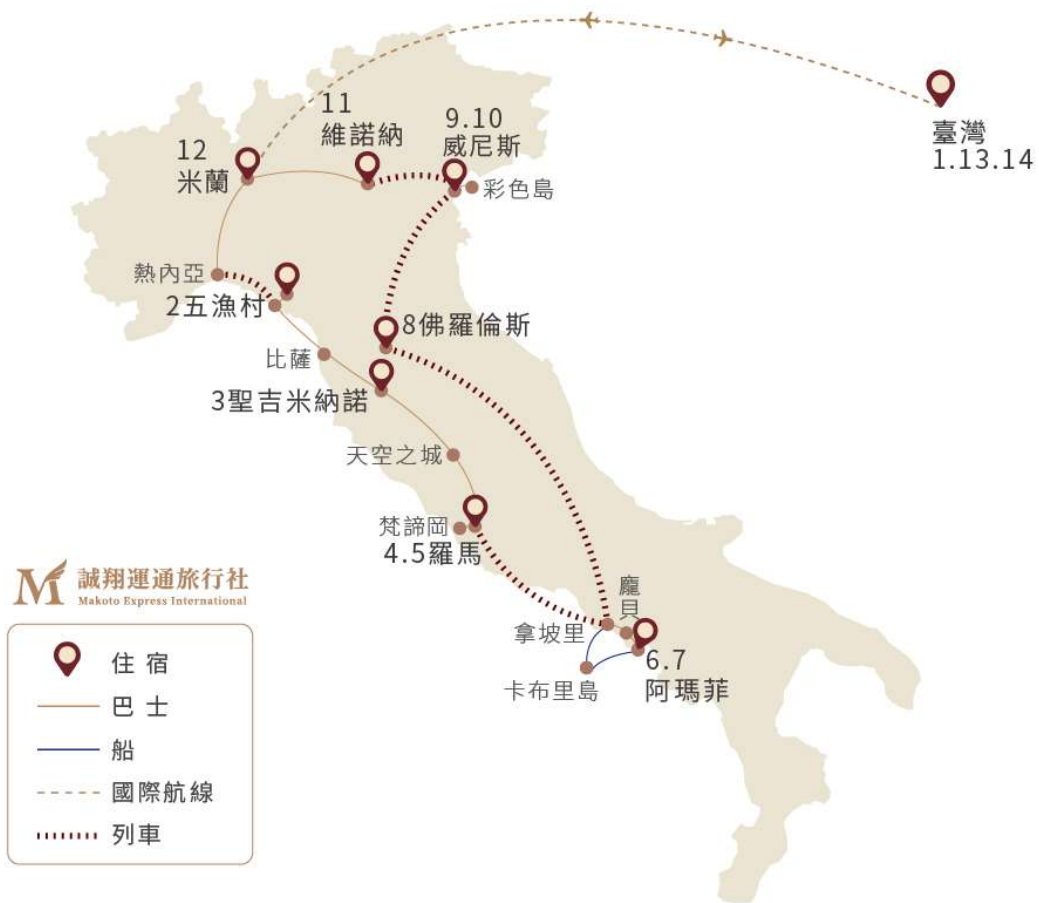 11
維諾納
9.10
威尼斯
12
米蘭
臺灣
1.13.14
彩色島
熱內亞
2五漁村
8佛羅倫斯
比薩
3聖吉米納諾
天空之城
梵諦岡
4.5羅馬
龐貝
拿坡里
6.7
阿瑪菲
卡布里島
M 誠翔運通旅行社
Makoto Express International
住宿
巴士
船
國際航線
列車